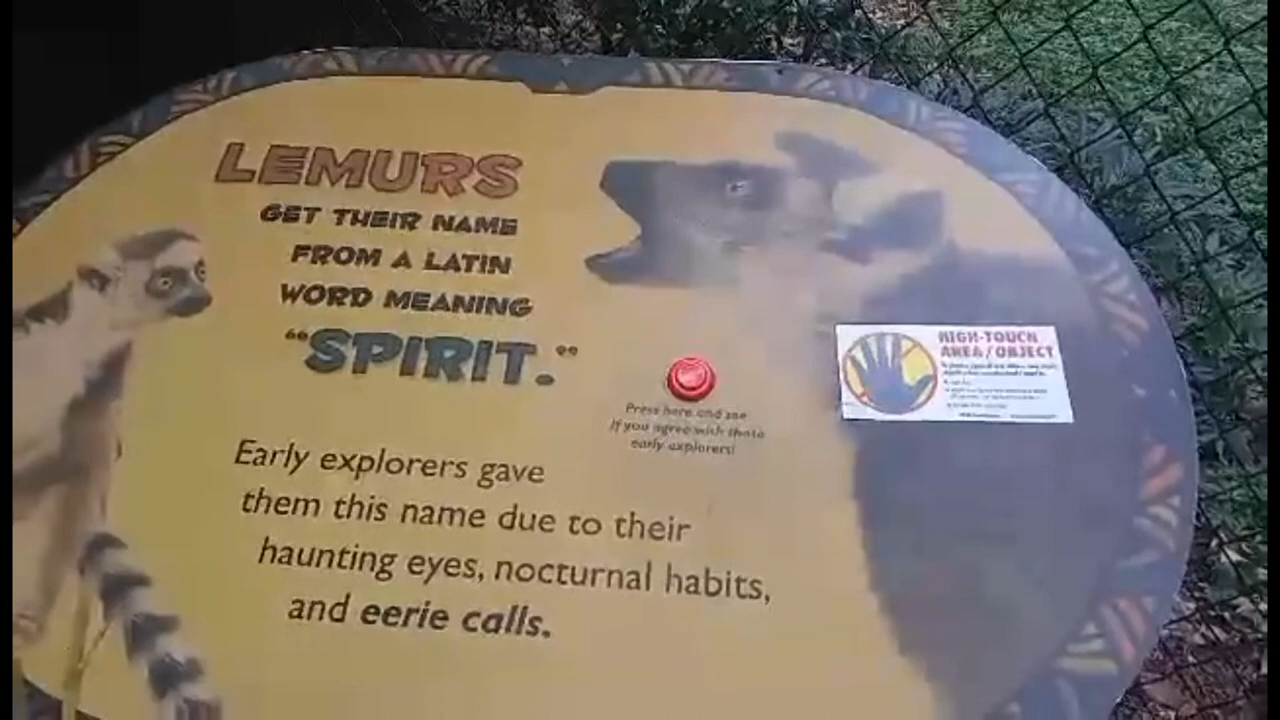 LEMURS
GET THEIR NAME
FROM A LATIN
WORD MEANING
“SPIRIT.”
Press here and see
if you agree with these
early explorers!
HIGH-TOUCH
AREA / OBJECT
Early explorers gave
them this name due to their
haunting eyes, nocturnal habits,
and eerie calls.